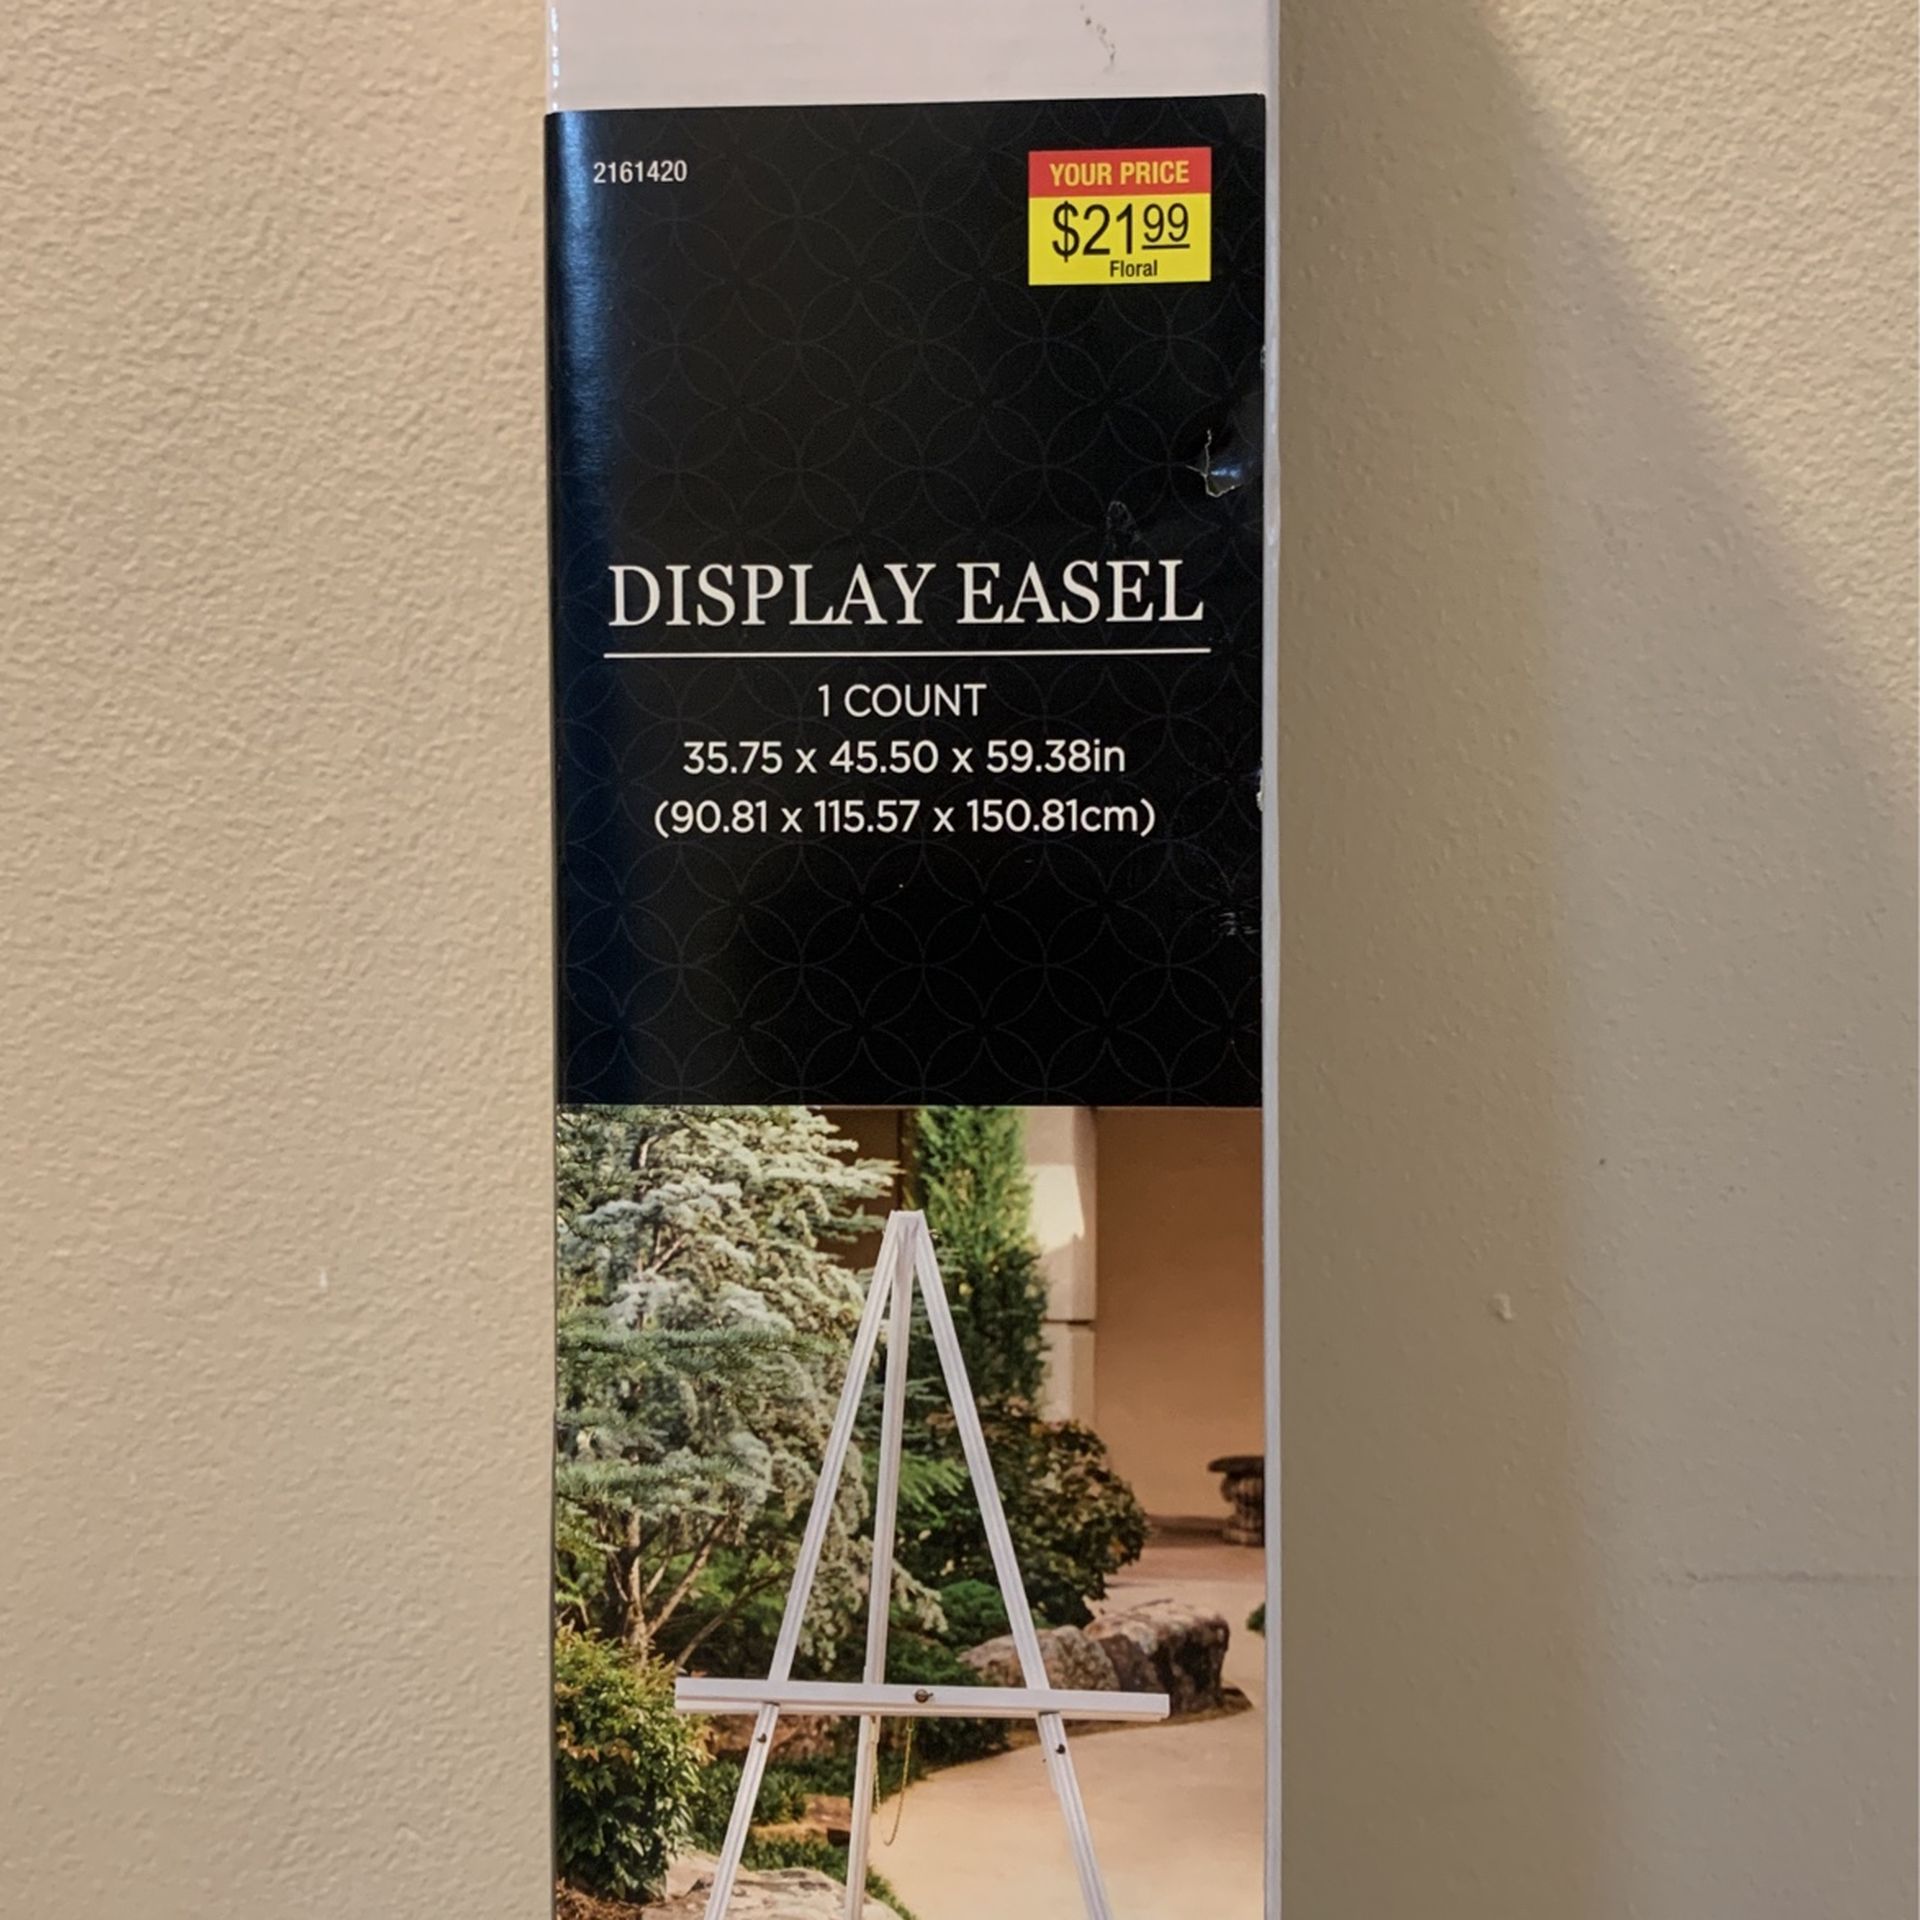 2161420
YOUR PRICE
$21 99
Floral
DISPLAY EASEL
1 COUNT
35.75 x 45.50 x 59.38in
(90.81 x 115.57 x 150.81cm)